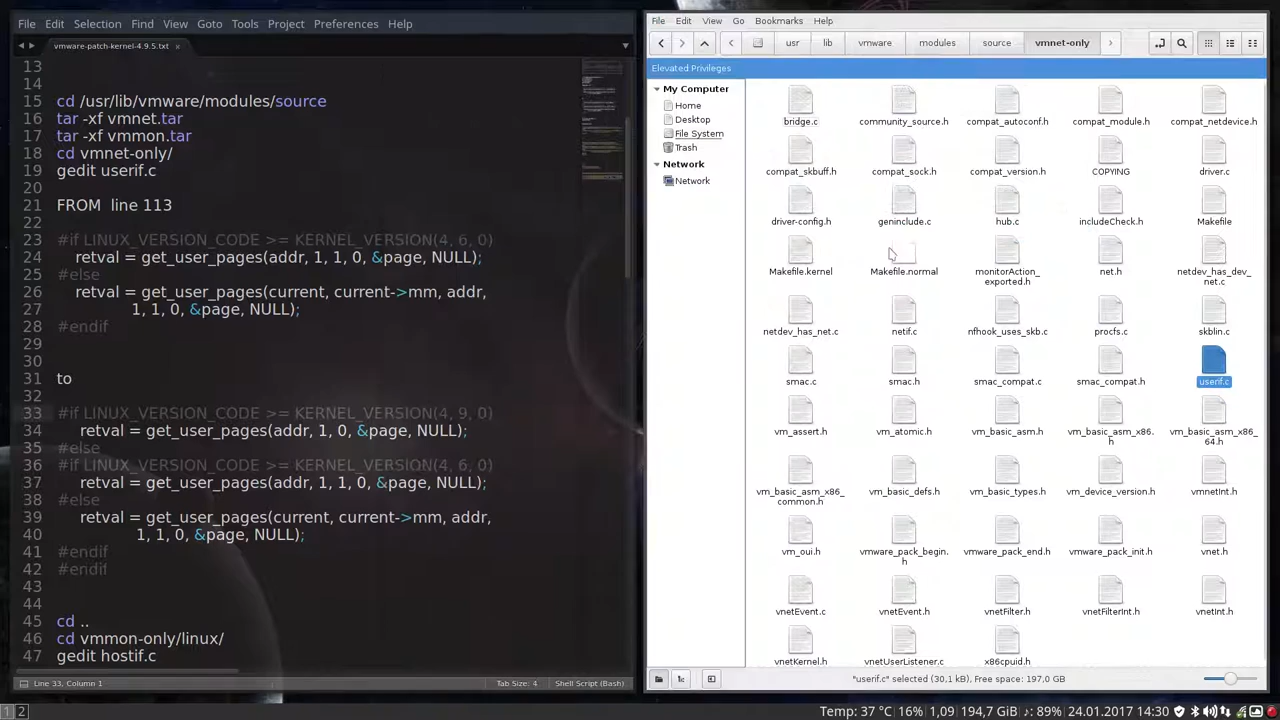 File Edit Selection Find View Goto Tools Project Preferences Help
vmware-patch-kernel-4.9.5.txt ×
13
14
15 cd /usr/lib/vmware/modules/source
16 tar -xf vmnet.tar
17 tar -xf vmmon.tar
18 cd vmnet-only/
19 gedit userif.c
20
21 FROM line 113
22
23 #if LINUX_VERSION_CODE >= KERNEL_VERSION(4, 6, 0)
24 retval = get_user_pages(addr, 1, 1, 0, &page, NULL);
25 #else
26 retval = get_user_pages(current, current->mm, addr,
27 1, 1, 0, &page, NULL);
28 #endif
29
30
31 to
32
33 #if LINUX_VERSION_CODE >= KERNEL_VERSION(4, 9, 0)
34 retval = get_user_pages(addr, 1, 0, &page, NULL);
35 #else
36 #if LINUX_VERSION_CODE >= KERNEL_VERSION(4, 6, 0)
37 retval = get_user_pages(addr, 1, 1, 0, &page, NULL);
38 #else
39 retval = get_user_pages(current, current->mm, addr,
40 1, 1, 0, &page, NULL);
41 #endif
42 #endif
43
44
45 cd ..
46 cd vmmon-only/linux/
47 gedit hostif.c
Line 33, Column 1 Tab Size: 4 Shell Script (Bash)
File Edit View Go Bookmarks Help
usr lib vmware modules source vmnet-only
Elevated Privileges
My Computer
Home
Desktop
File System
Trash
Network
Network
bridge.c community_source.h compat_autoconf.h compat_module.h compat_netdevice.h
compat_skbuff.h compat_sock.h compat_version.h COPYING driver.c
driver-config.h geninclude.c hub.c includeCheck.h Makefile
Makefile.kernel Makefile.normal monitorAction_ net.h netdev_has_dev_
exported.h net.c
netdev_has_net.c netif.c nfhook_uses_skb.c procfs.c skblin.c
smac.c smac.h smac_compat.c smac_compat.h userif.c
vm_assert.h vm_atomic.h vm_basic_asm.h vm_basic_asm_x86. vm_basic_asm_x86_
h 64.h
vm_basic_asm_x86_ vm_basic_defs.h vm_basic_types.h vm_device_version.h vmnetInt.h
common.h
vm_oui.h vmware_pack_begin. vmware_pack_end.h vmware_pack_init.h vnet.h
h
vnetEvent.c vnetEvent.h vnetFilter.h vnetFilterInt.h vnetInt.h
vnetKernel.h vnetUserListener.c x86cpuid.h
"userif.c" selected (30,1 kB), Free space: 197,0 GB
1 2
Temp: 37 °C 16% 1,09 194,7 GiB ♪: 89% 24.01.2017 14:30